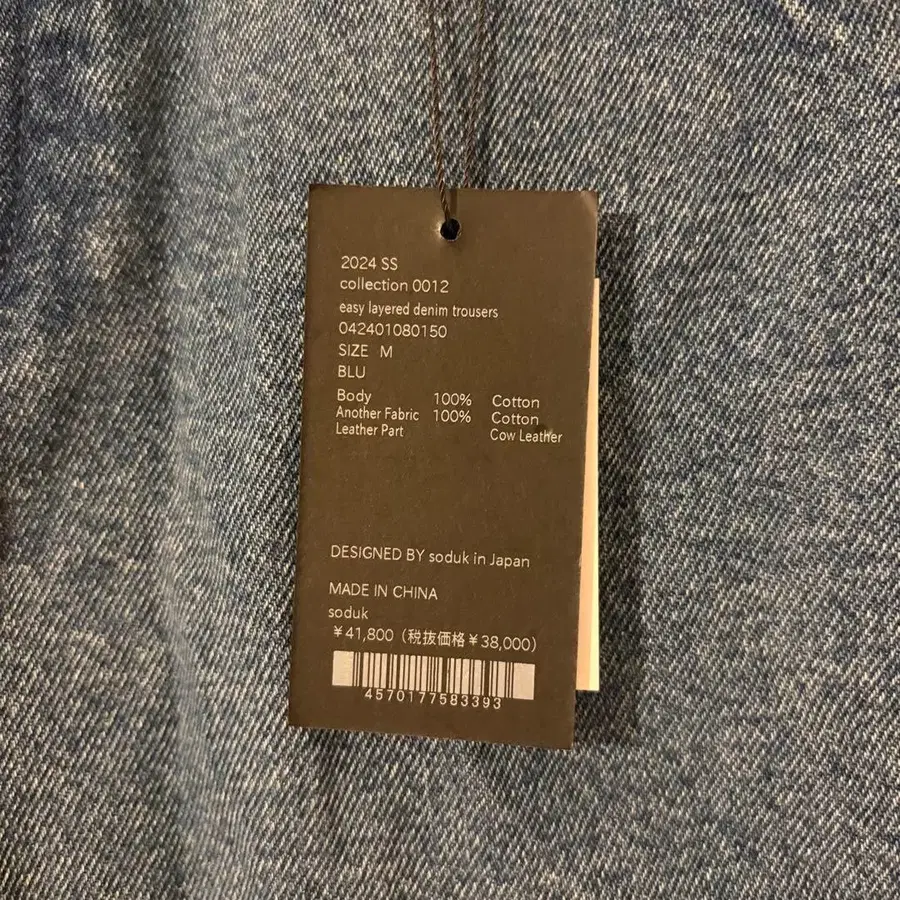 2024 SS
collection 0012
easy layered denim trousers
042401080150
SIZE M
BLU
Body 100% Cotton
Another Fabric 100% Cotton
Leather Part Cow Leather
DESIGNED BY soduk in Japan
MADE IN CHINA
soduk
¥41,800（税抜価格¥38,000）
4570177583393